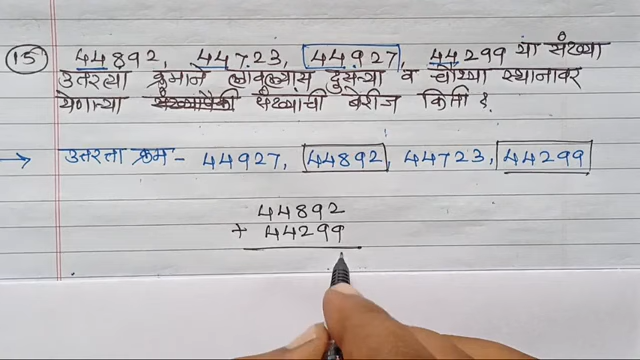 15 44892, 44723, 44927, 44299 या संख्या
उतरत्या क्रमाने लावल्यास दुसऱ्या व चौथ्या स्थानावर
येणाऱ्या संख्यापैकी संख्यांची बेरीज किती ?
→ उतरता क्रम - 44927, 44892, 44723, 44299
44892
+ 44299